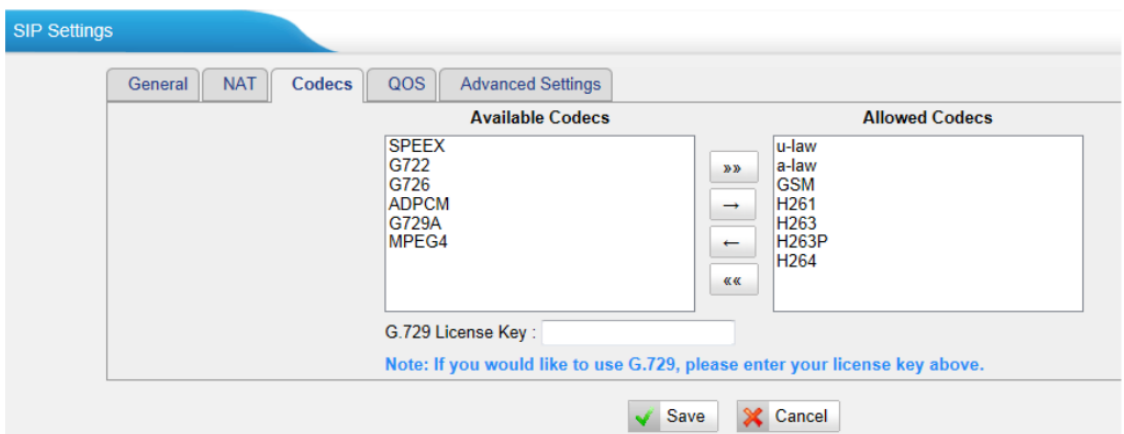 SIP Settings
General NAT Codecs QOS Advanced Settings
Available Codecs
SPEEX
G722
G726
ADPCM
G729A
MPEG4
»»
→
←
««
Allowed Codecs
u-law
a-law
GSM
H261
H263
H263P
H264
G.729 License Key :
Note: If you would like to use G.729, please enter your license key above.
Save Cancel